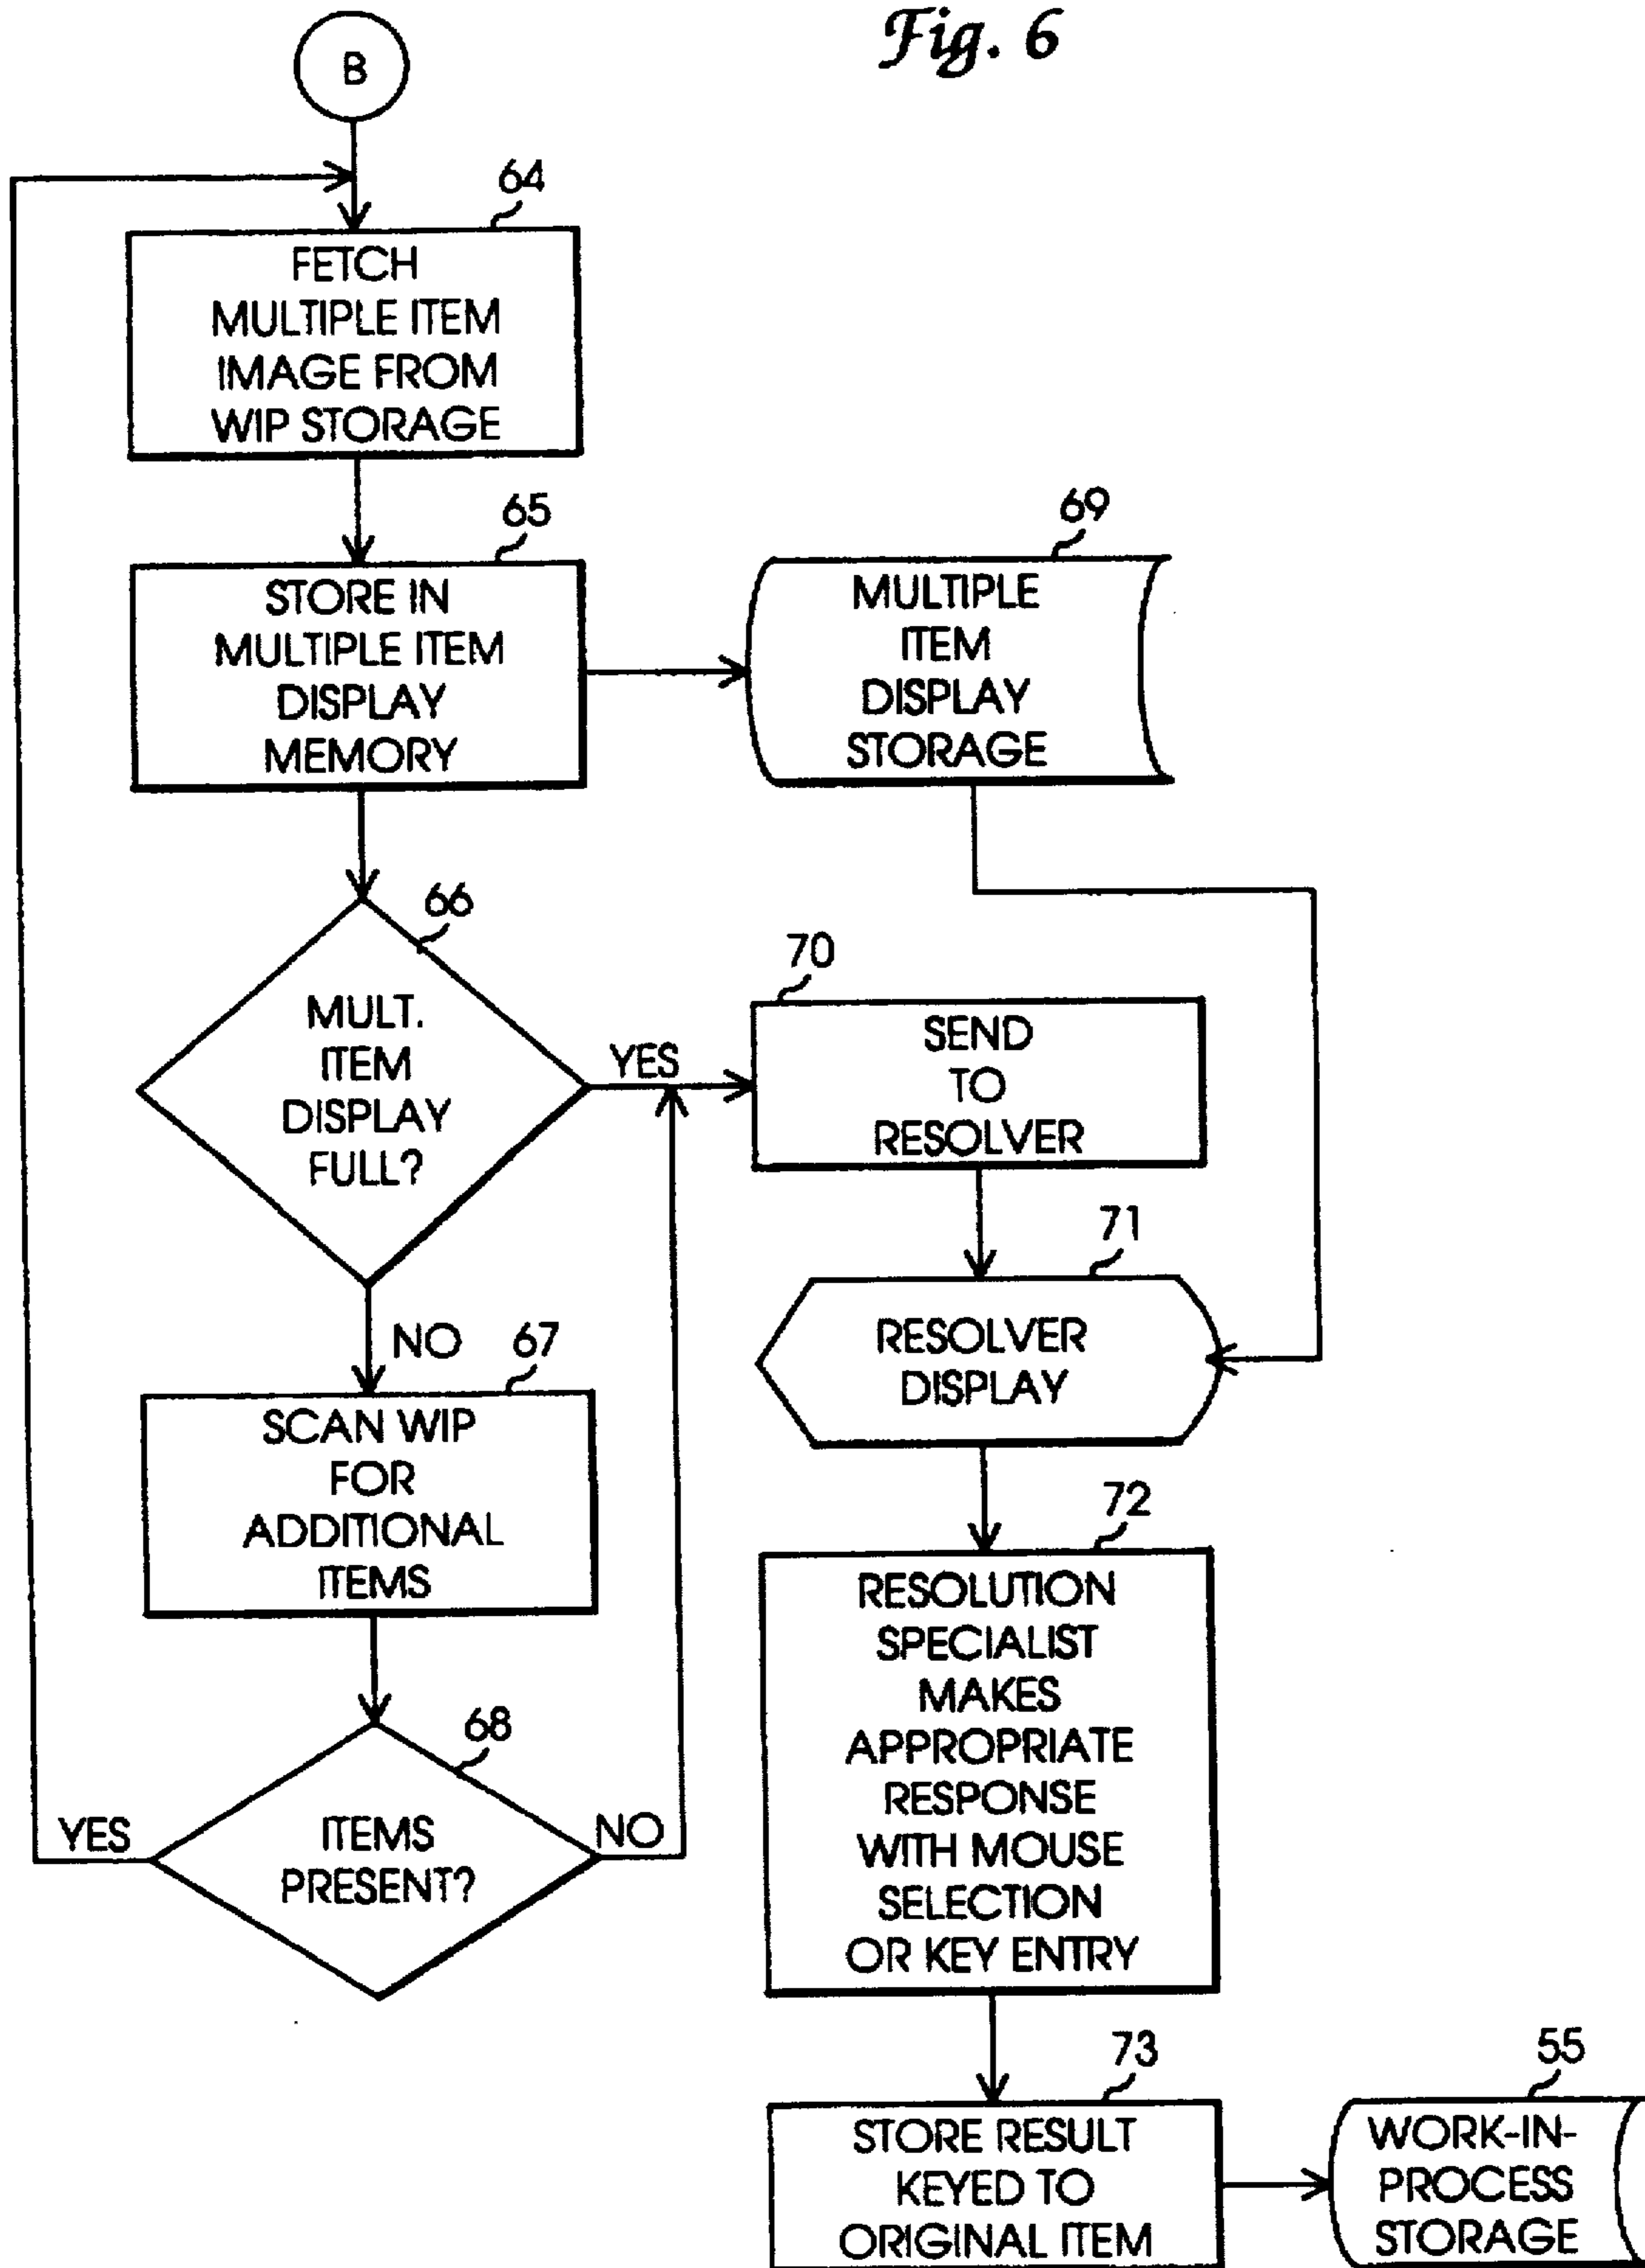 Fig. 6
B
64
FETCH
MULTIPLE ITEM
IMAGE FROM
WIP STORAGE
65
STORE IN
MULTIPLE ITEM
DISPLAY
MEMORY
69
MULTIPLE
ITEM
DISPLAY
STORAGE
66
MULT.
ITEM
DISPLAY
FULL?
YES
NO
70
SEND
TO
RESOLVER
71
RESOLVER
DISPLAY
67
SCAN WIP
FOR
ADDITIONAL
ITEMS
68
ITEMS
PRESENT?
YES
NO
72
RESOLUTION
SPECIALIST
MAKES
APPROPRIATE
RESPONSE
WITH MOUSE
SELECTION
OR KEY ENTRY
73
STORE RESULT
KEYED TO
ORIGINAL ITEM
55
WORK-IN-
PROCESS
STORAGE